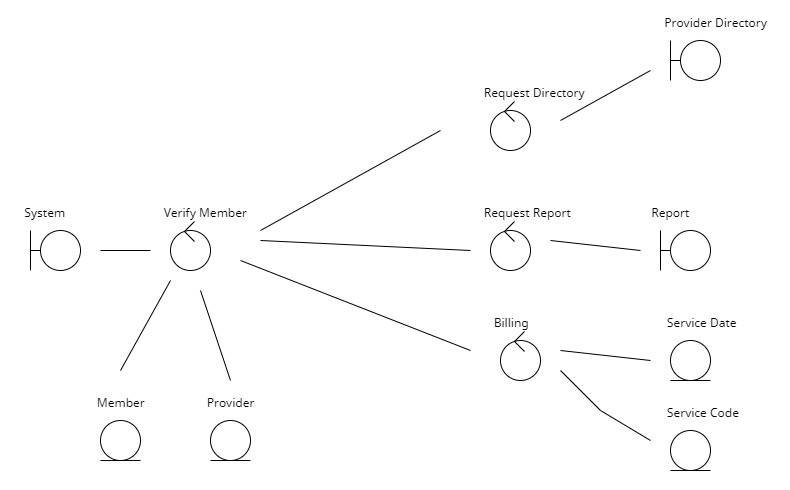 Provider Directory
Request Directory
System
Verify Member
Request Report
Report
Billing
Service Date
Member
Provider
Service Code